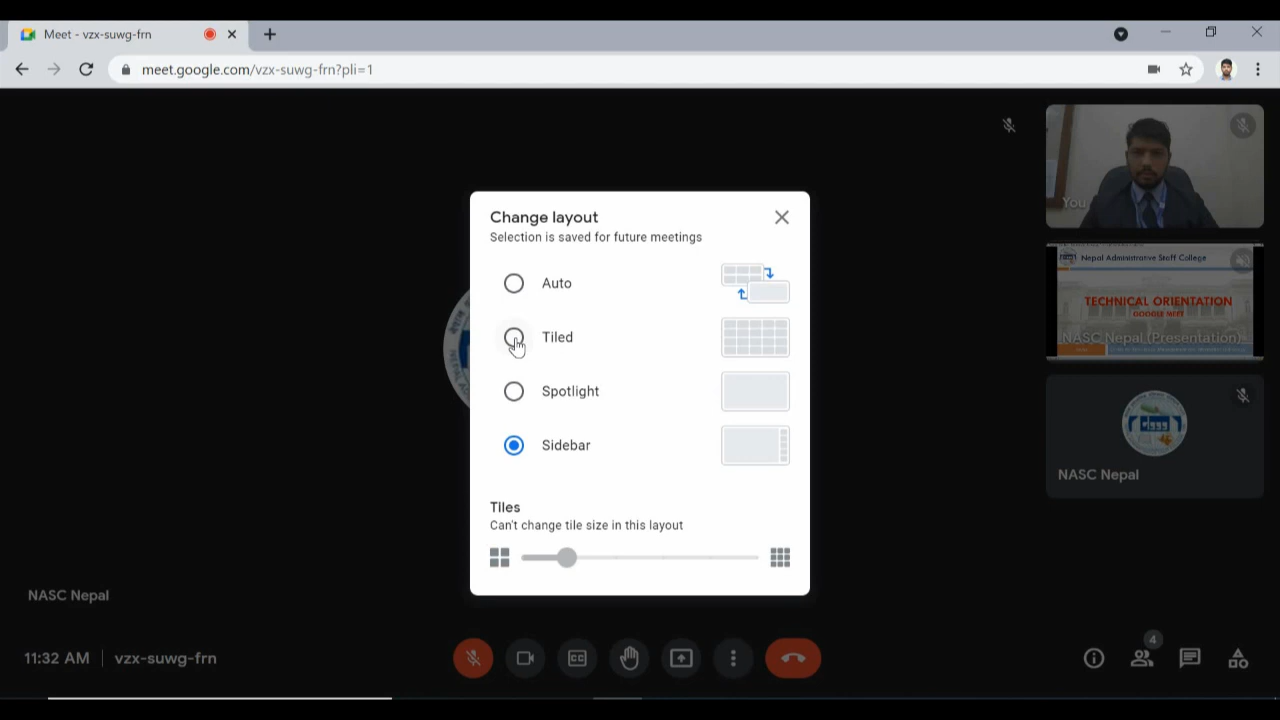 Meet - vzx-suwg-frn
meet.google.com/vzx-suwg-frn?pli=1
You
Nepal Administrative Staff College
TECHNICAL ORIENTATION
GOOGLE MEET
NASC Nepal (Presentation)
NASC Nepal
Change layout
Selection is saved for future meetings
Auto
Tiled
Spotlight
Sidebar
Tiles
Can't change tile size in this layout
NASC Nepal
11:32 AM
vzx-suwg-frn
CC
4